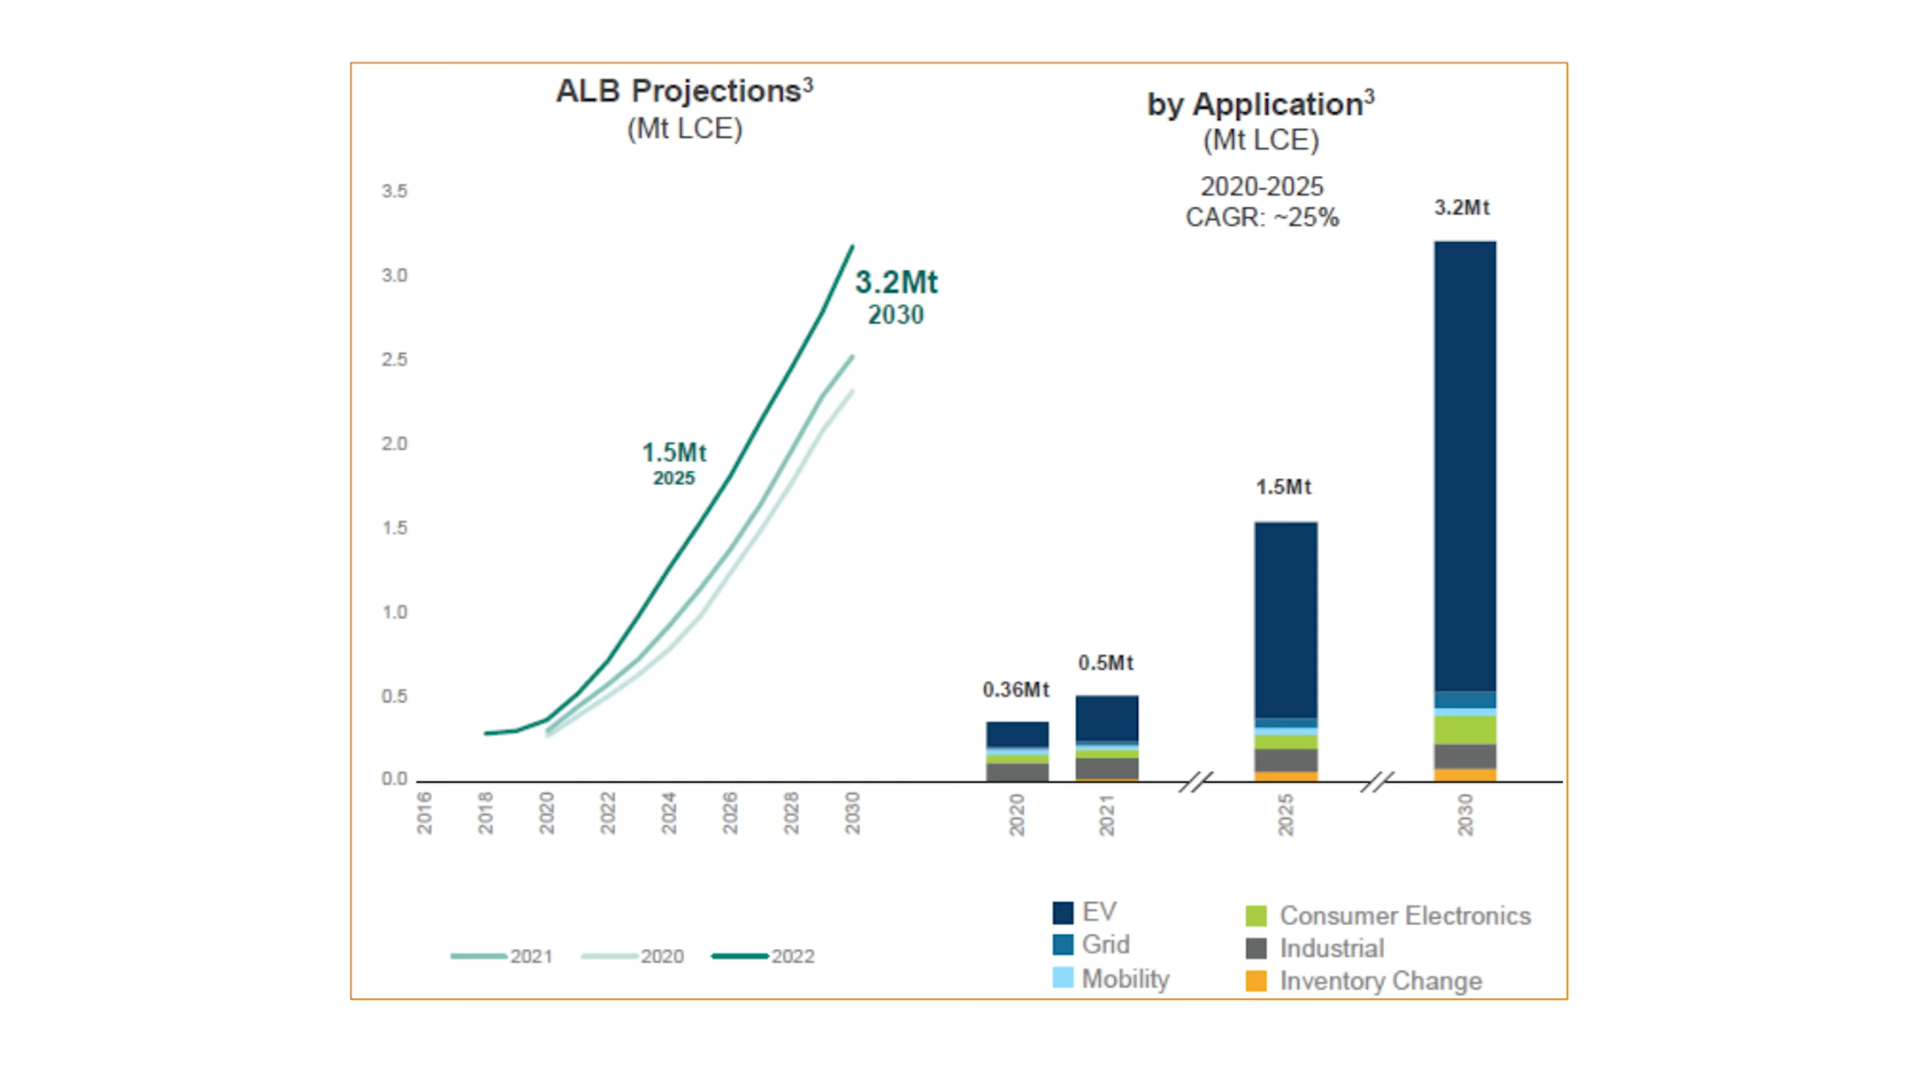 ALB Projections³
(Mt LCE)
3.5
3.0
2.5
2.0
1.5
1.0
0.5
0.0
3.2Mt
2030
1.5Mt
2025
2016
2018
2020
2022
2024
2026
2028
2030
2021
2020
2022
by Application³
(Mt LCE)
2020-2025
CAGR: ~25%
0.36Mt
0.5Mt
1.5Mt
3.2Mt
2020
2021
2025
2030
EV
Grid
Mobility
Consumer Electronics
Industrial
Inventory Change